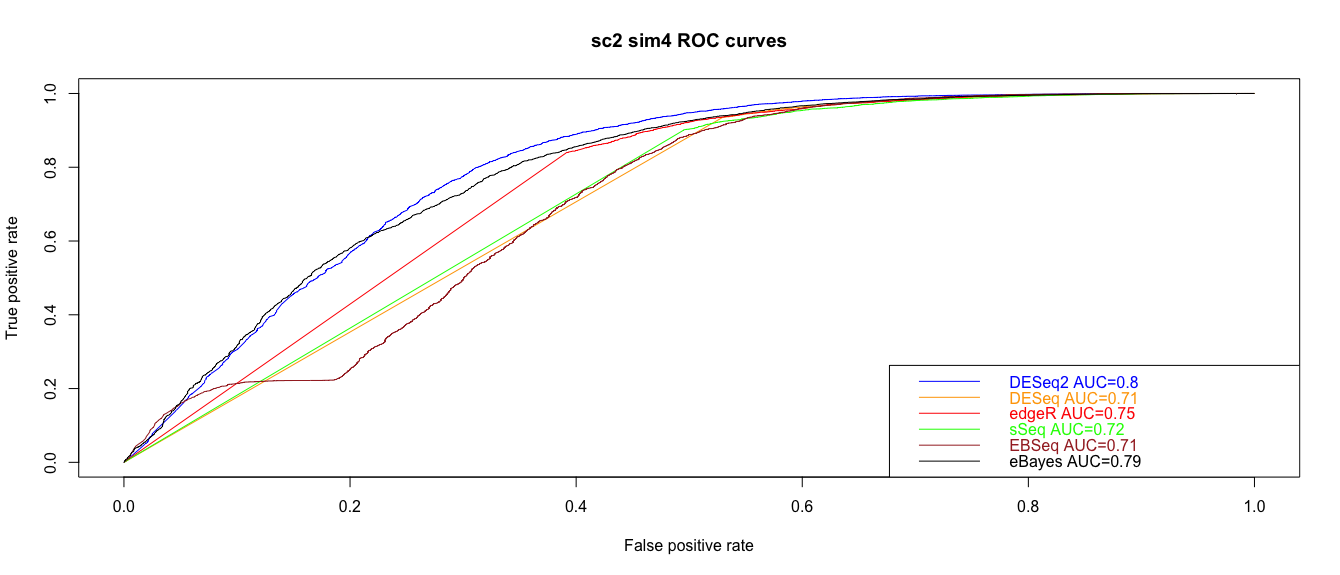 sc2 sim4 ROC curves
True positive rate
1.0
0.8
0.6
0.4
0.2
0.0
DESeq2 AUC=0.8
DESeq AUC=0.71
edgeR AUC=0.75
sSeq AUC=0.72
EBSeq AUC=0.71
eBayes AUC=0.79
0.0 0.2 0.4 0.6 0.8 1.0
False positive rate